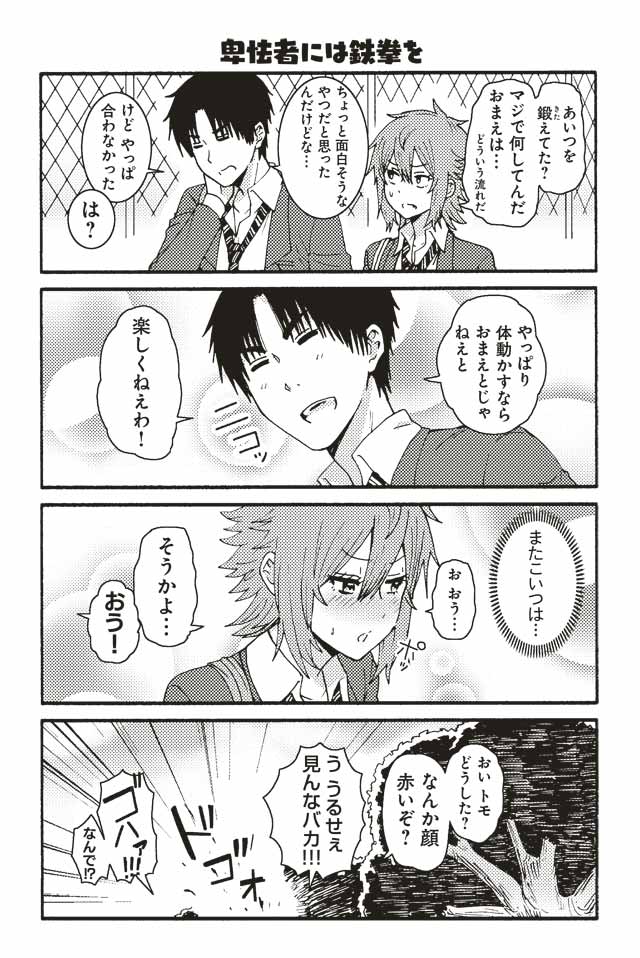 卑怯者には鉄拳を
あいつを
鍛えてた？
きた
マジで何してんだ
おまえは…
どういう流れだ
ちょっと面白そうな
やつだと思った
んだけどな…
けど やっぱ
合わなかった
は？
やっぱり
体動かすなら
おまえとじゃ
ねぇと
ニコッ
楽しくねえわ！
またこいつは…
お おう…
ポ
そうかよ…
おう！
おい トモ
どうした？
なんか顔
赤いぞ？
う うるせぇ
見んなバカ!!!
ドゴォ
ゴハァ!!!
なんで!?